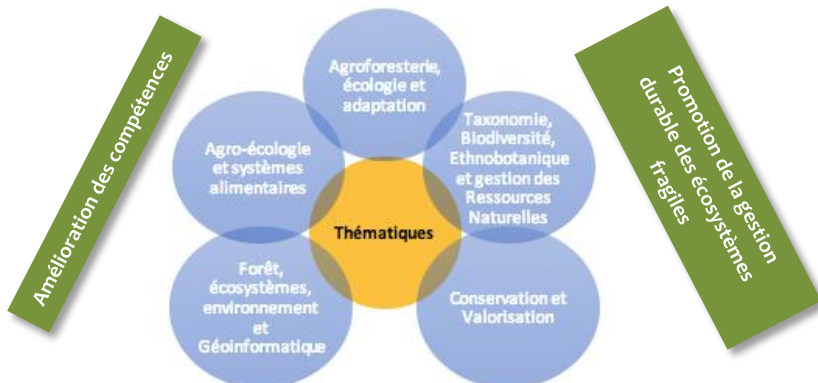 Amélioration des compétences
Agroforesterie,
écologie et
adaptation
Agro-écologie
et systèmes
alimentaires
Taxonomie,
Biodiversité,
Ethnobotanique
et gestion des
Ressources
Naturelles
Thématiques
Forêt,
écosystèmes,
environnement
et
Géoinformatique
Conservation et
Valorisation
Promotion de la gestion
durable des écosystèmes
fragiles